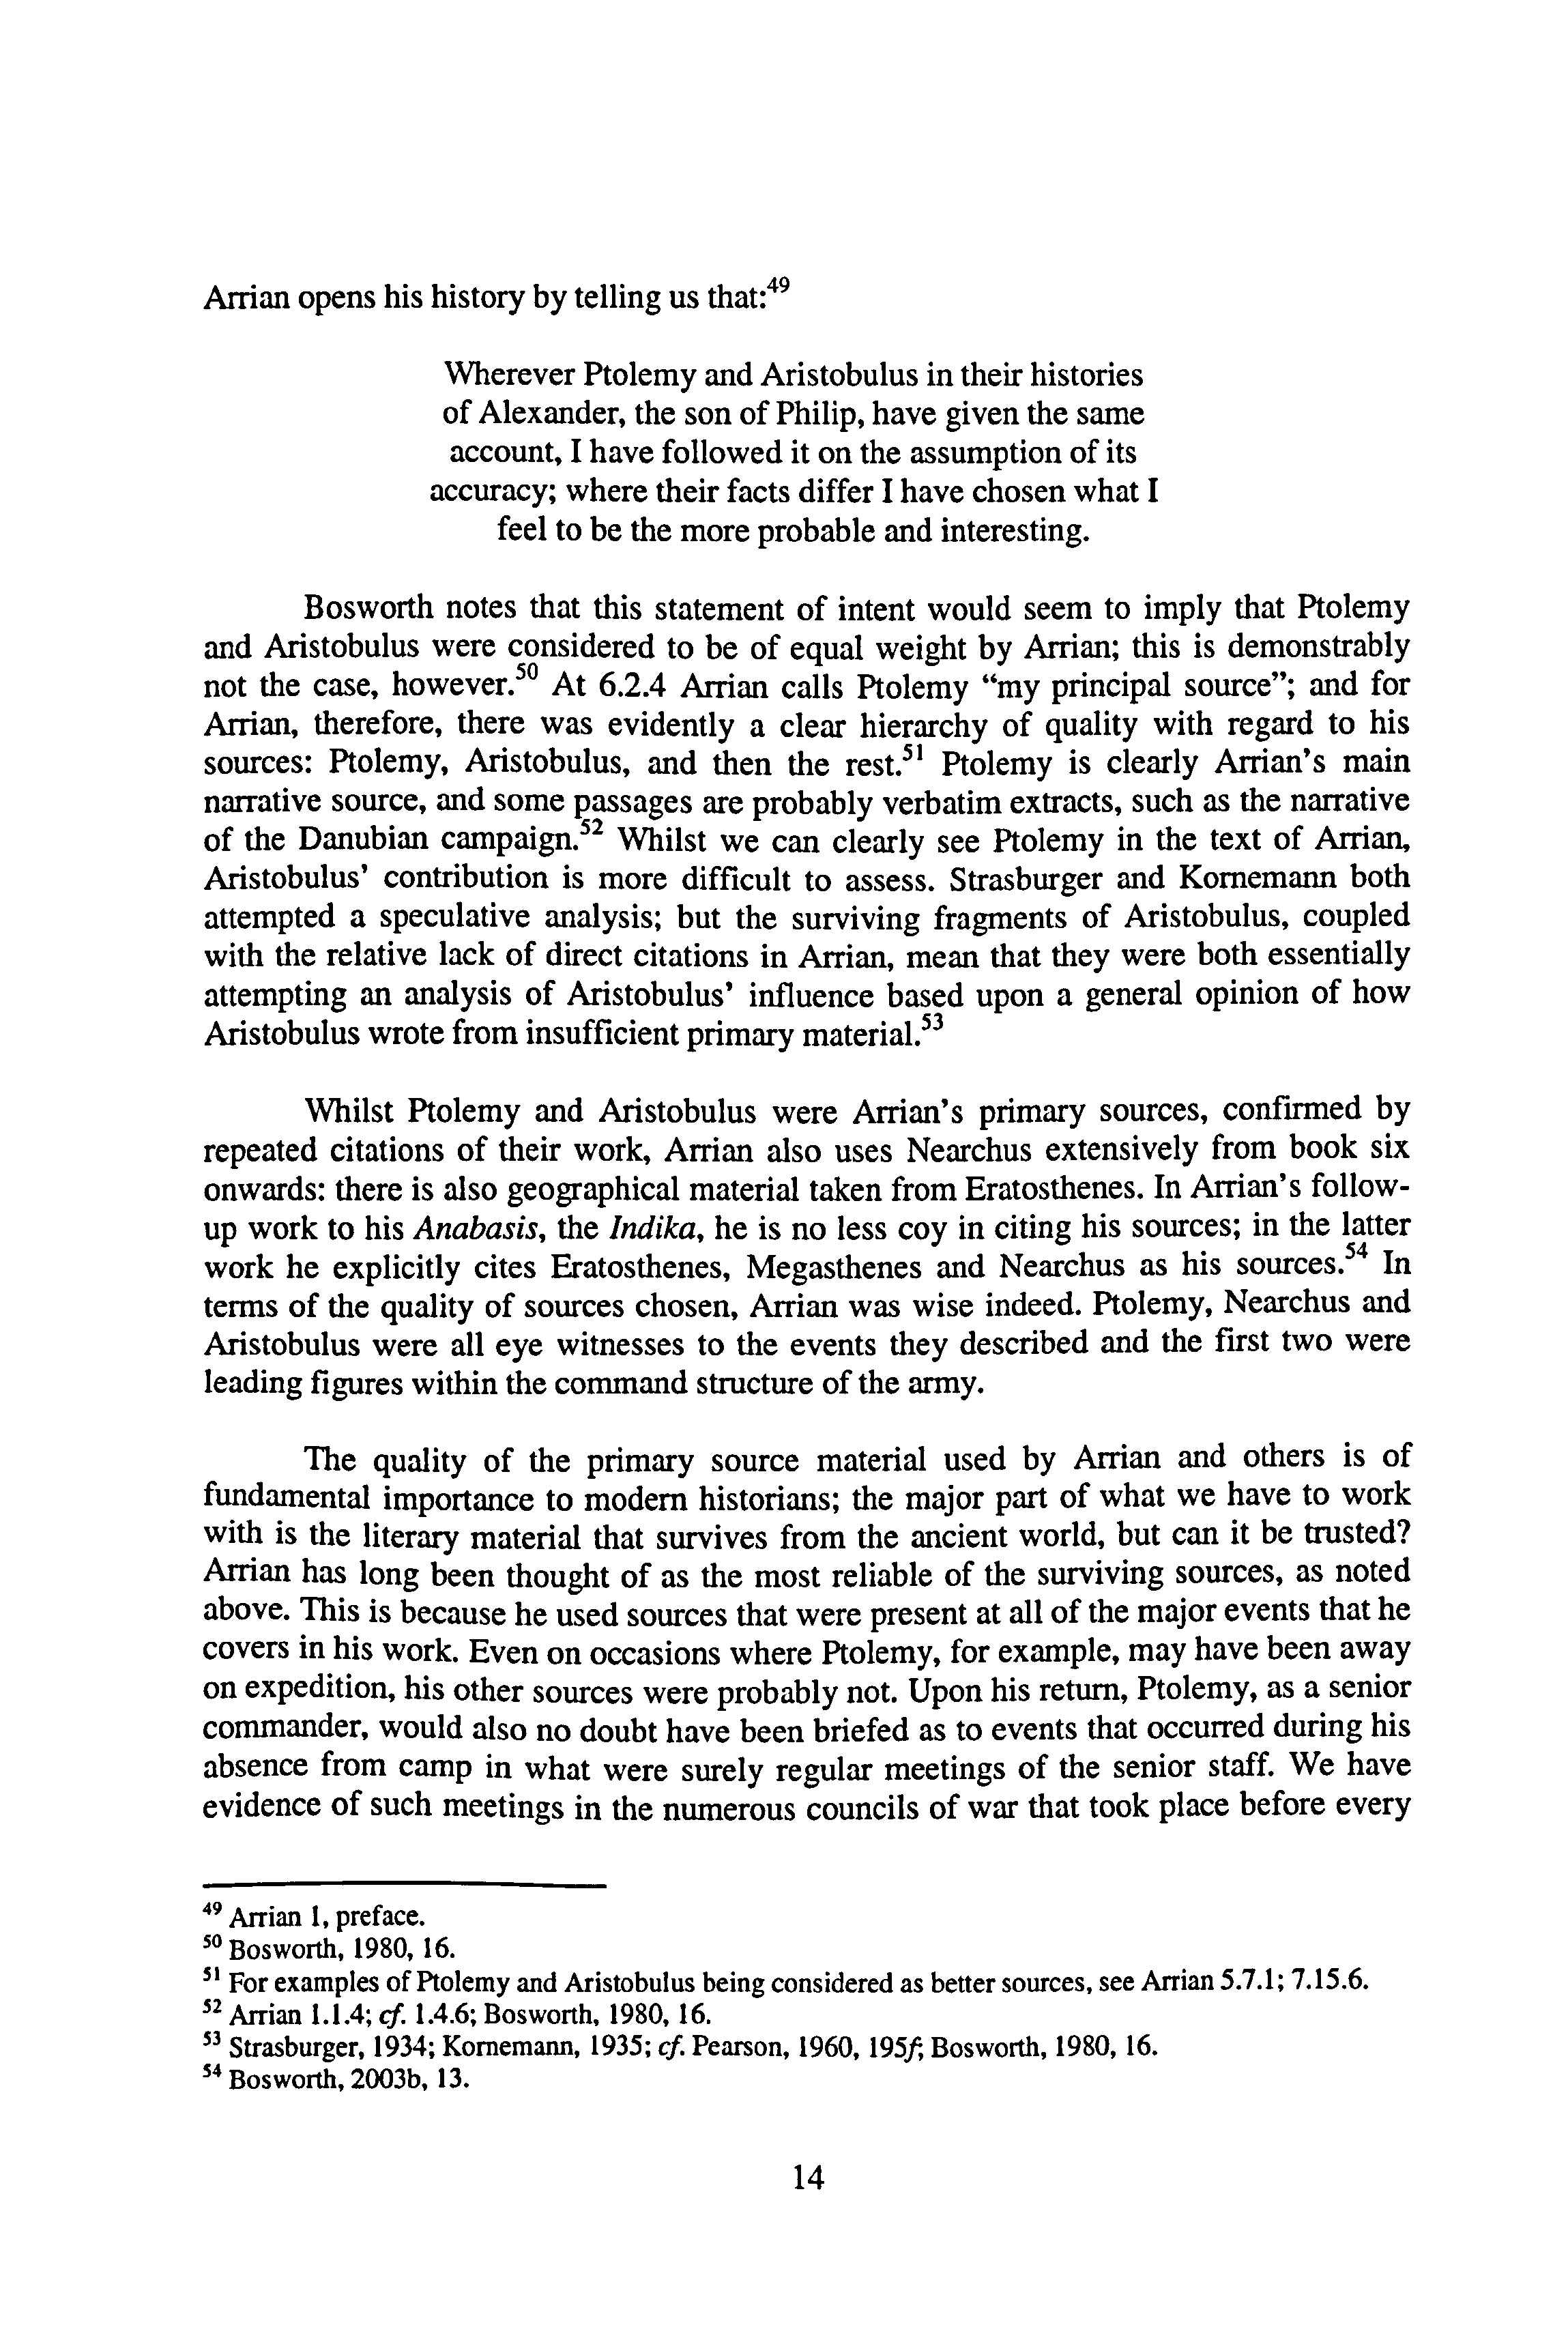 Arrian opens his history by telling us that:49
Wherever Ptolemy and Aristobulus in their histories
of Alexander, the son of Philip, have given the same
account, I have followed it on the assumption of its
accuracy; where their facts differ I have chosen what I
feel to be the more probable and interesting.
Bosworth notes that this statement of intent would seem to imply that Ptolemy
and Aristobulus were considered to be of equal weight by Arrian; this is demonstrably
not the case, however.50 At 6.2.4 Arrian calls Ptolemy “my principal source”; and for
Arrian, therefore, there was evidently a clear hierarchy of quality with regard to his
sources: Ptolemy, Aristobulus, and then the rest.51 Ptolemy is clearly Arrian's main
narrative source, and some passages are probably verbatim extracts, such as the narrative
of the Danubian campaign.52 Whilst we can clearly see Ptolemy in the text of Arrian,
Aristobulus' contribution is more difficult to assess. Strasburger and Kornemann both
attempted a speculative analysis; but the surviving fragments of Aristobulus, coupled
with the relative lack of direct citations in Arrian, mean that they were both essentially
attempting an analysis of Aristobulus' influence based upon a general opinion of how
Aristobulus wrote from insufficient primary material.53
Whilst Ptolemy and Aristobulus were Arrian's primary sources, confirmed by
repeated citations of their work, Arrian also uses Nearchus extensively from book six
onwards: there is also geographical material taken from Eratosthenes. In Arrian's follow-
up work to his Anabasis, the Indika, he is no less coy in citing his sources; in the latter
work he explicitly cites Eratosthenes, Megasthenes and Nearchus as his sources.54 In
terms of the quality of sources chosen, Arrian was wise indeed. Ptolemy, Nearchus and
Aristobulus were all eye witnesses to the events they described and the first two were
leading figures within the command structure of the army.
The quality of the primary source material used by Arrian and others is of
fundamental importance to modern historians; the major part of what we have to work
with is the literary material that survives from the ancient world, but can it be trusted?
Arrian has long been thought of as the most reliable of the surviving sources, as noted
above. This is because he used sources that were present at all of the major events that he
covers in his work. Even on occasions where Ptolemy, for example, may have been away
on expedition, his other sources were probably not. Upon his return, Ptolemy, as a senior
commander, would also no doubt have been briefed as to events that occurred during his
absence from camp in what were surely regular meetings of the senior staff. We have
evidence of such meetings in the numerous councils of war that took place before every
49 Arrian 1, preface.
50 Bosworth, 1980, 16.
51 For examples of Ptolemy and Aristobulus being considered as better sources, see Arrian 5.7.1; 7.15.6.
52 Arrian 1.1.4; cf. 1.4.6; Bosworth, 1980, 16.
53 Strasburger, 1934; Kornemann, 1935; cf. Pearson, 1960, 195f; Bosworth, 1980, 16.
54 Bosworth, 2003b, 13.
14